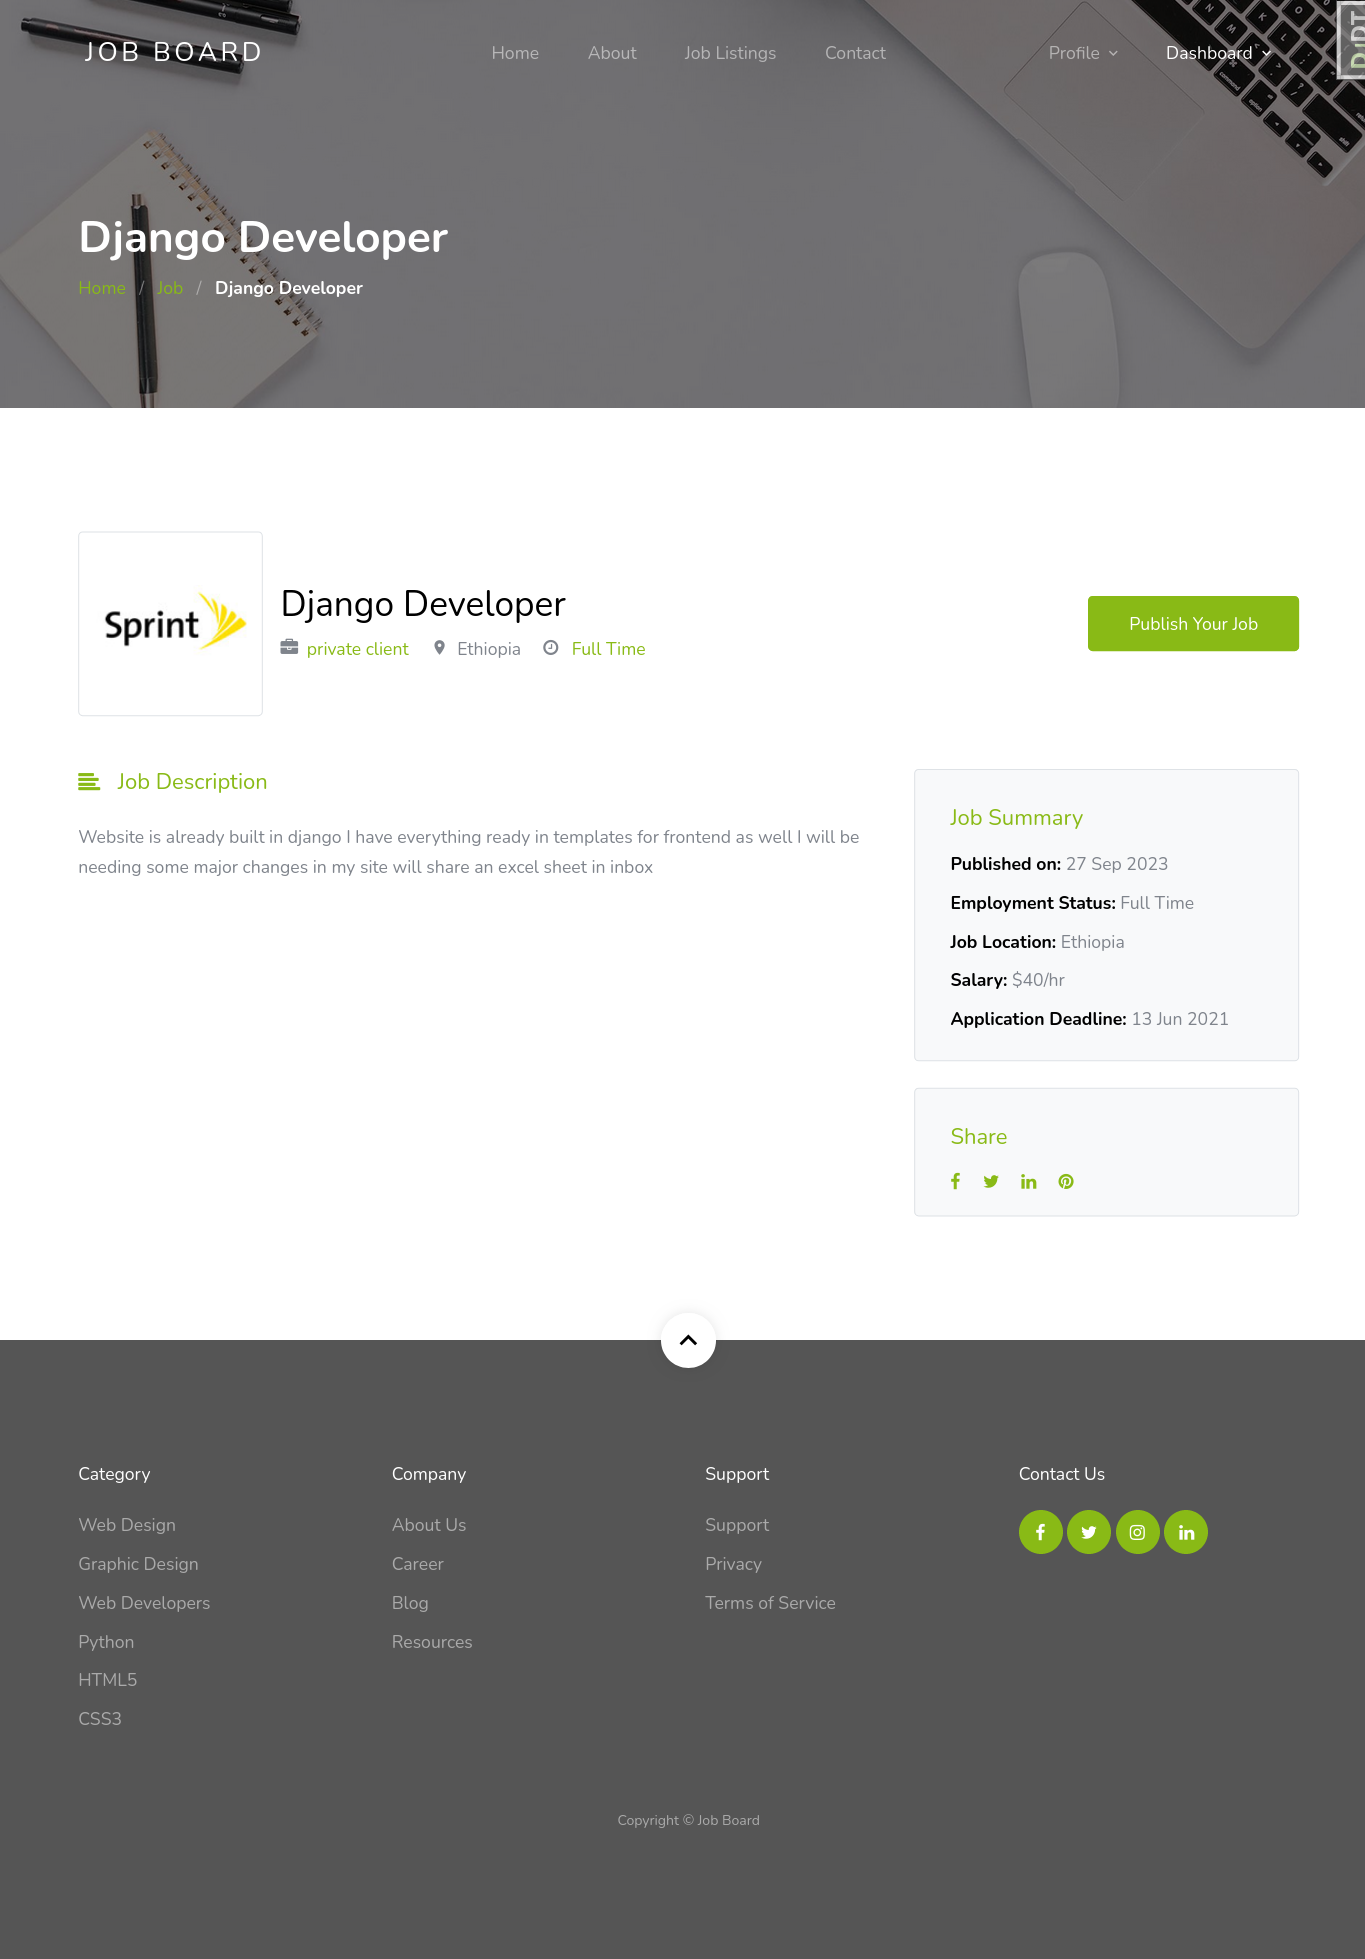 JOB BOARD
Home
About
Job Listings
Contact
Profile
Dashboard
DjDT
Django Developer
Home / Job / Django Developer
Sprint
Django Developer
private client
Ethiopia
Full Time
Publish Your Job
Job Description
Website is already built in django I have everything ready in templates for frontend as well I will be
needing some major changes in my site will share an excel sheet in inbox
Job Summary
Published on: 27 Sep 2023
Employment Status: Full Time
Job Location: Ethiopia
Salary: $40/hr
Application Deadline: 13 Jun 2021
Share
Category
Web Design
Graphic Design
Web Developers
Python
HTML5
CSS3
Company
About Us
Career
Blog
Resources
Support
Support
Privacy
Terms of Service
Contact Us
Copyright © Job Board